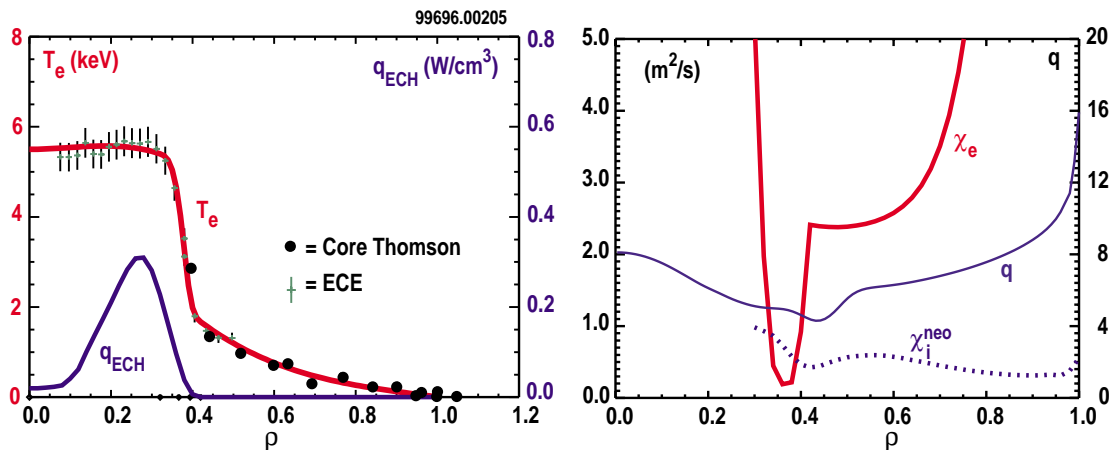 99696.00205
8
T_e (keV)
q_ECH (W/cm^3)
0.8
6
0.6
4
T_e
0.4
● = Core Thomson
= ECE
2
0.2
q_ECH
0
0.0
0.0 0.2 0.4 0.6 0.8 1.0 1.2
ρ
5.0
(m^2/s)
q
20
4.0
16
χ_e
3.0
12
2.0
8
q
1.0
χ_i^neo
4
0.0
0
0.0 0.2 0.4 0.6 0.8 1.0
ρ